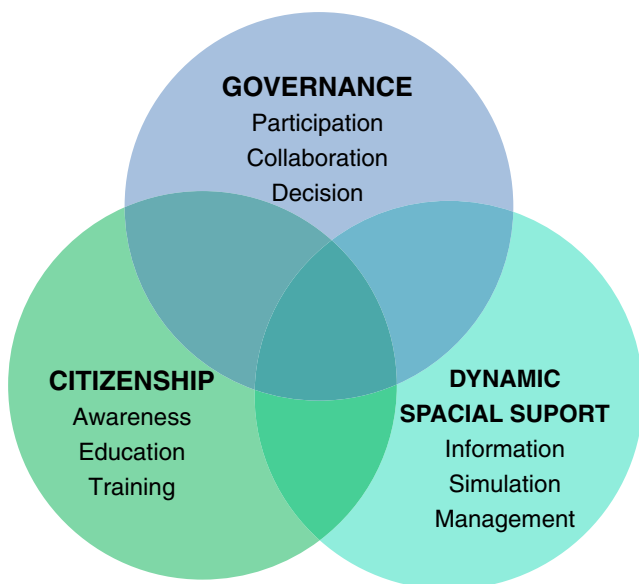 GOVERNANCE
Participation
Collaboration
Decision
CITIZENSHIP
Awareness
Education
Training
DYNAMIC
SPACIAL SUPORT
Information
Simulation
Management